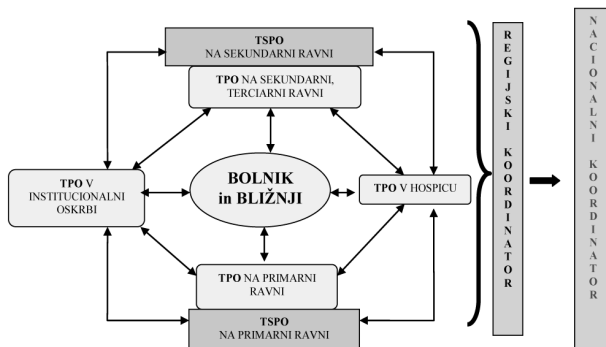 TSPO
NA SEKUNDARNI RAVNI
TPO NA SEKUNDARNI,
TERCIARNI RAVNI
TPO V
INSTITUCIONALNI
OSKRBI
BOLNIK
in BLIŽNJI
TPO V HOSPICU
TPO NA PRIMARNI
RAVNI
TSPO
NA PRIMARNI RAVNI
REGIJSKI KOORDINATOR
NACIONALNI KOORDINATOR